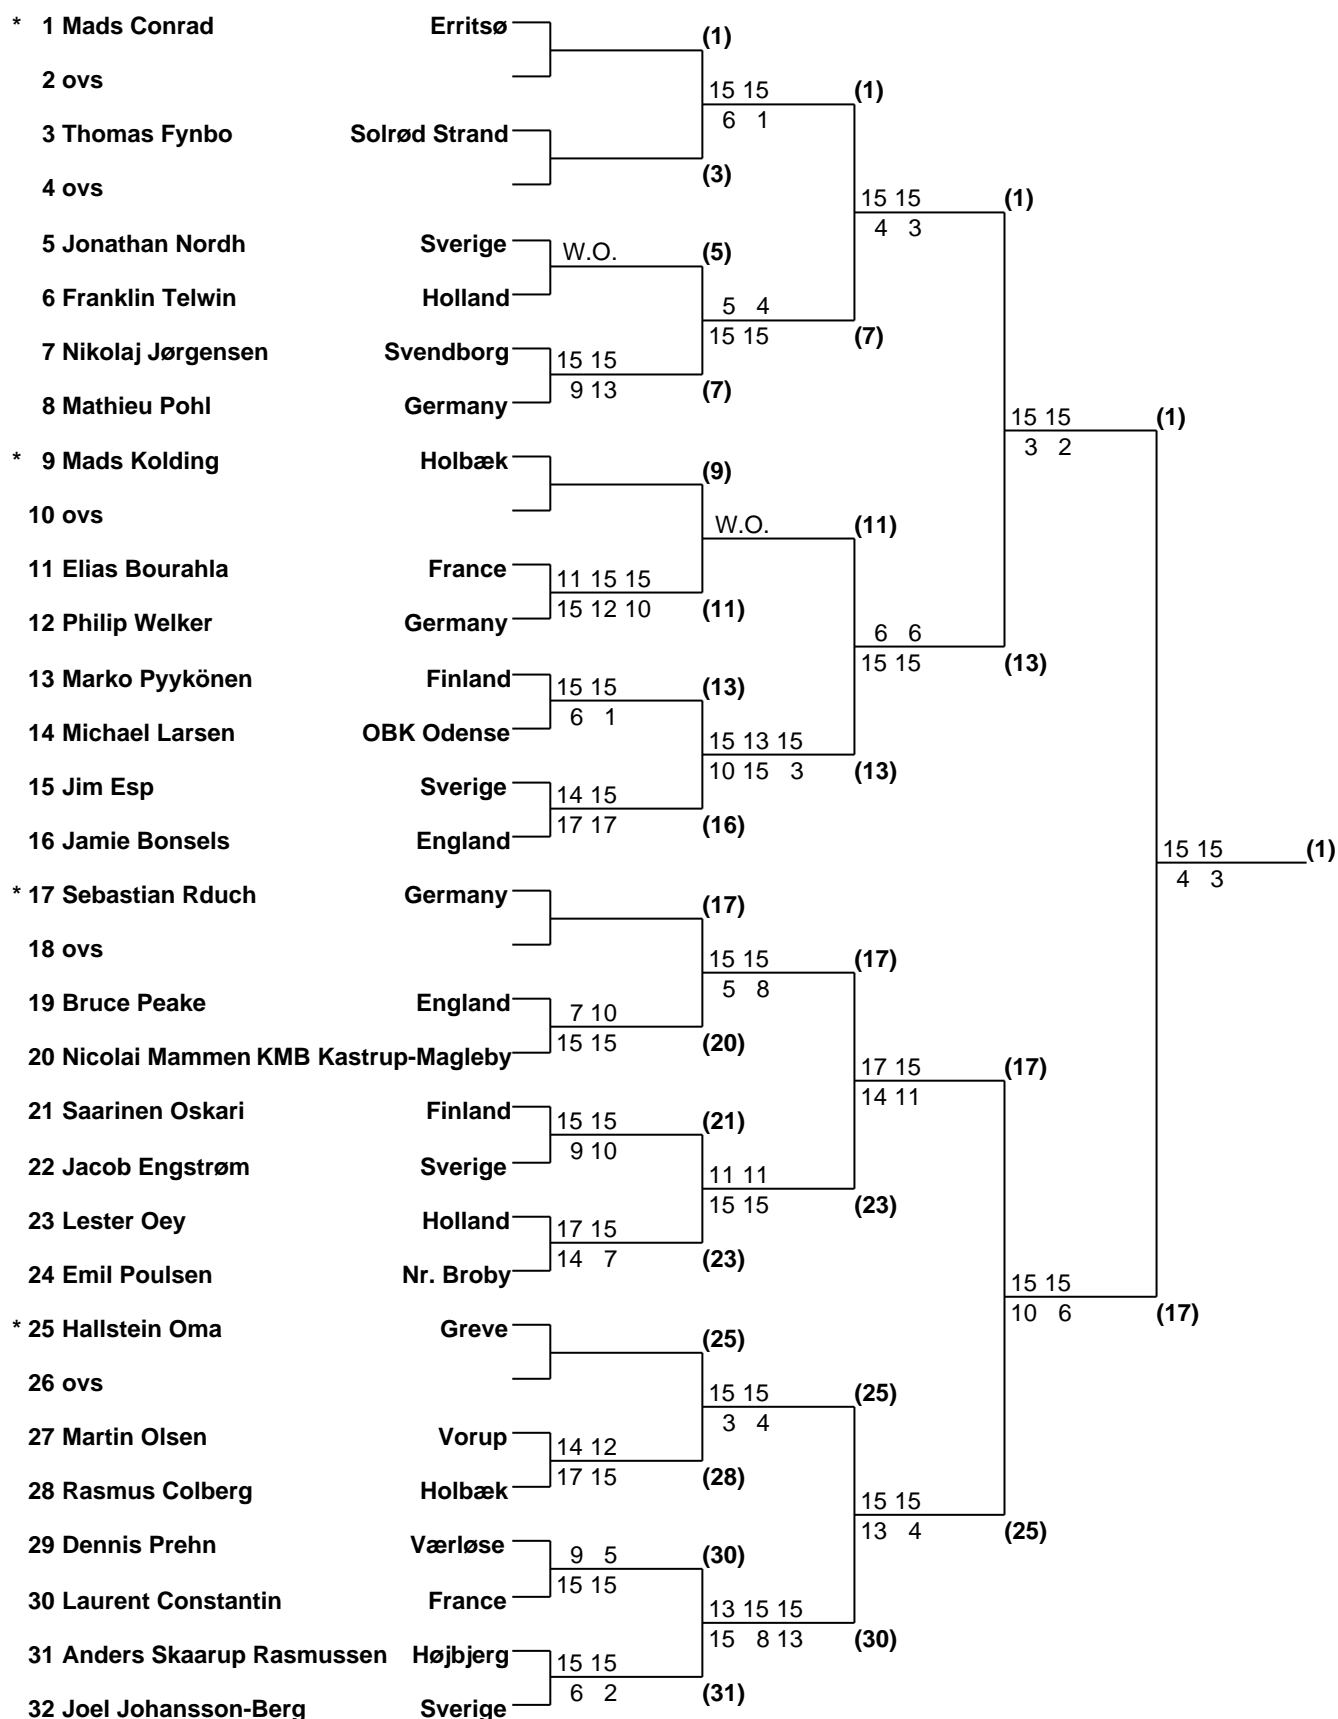 * 1 Mads Conrad Erritsø
(1)
2 ovs
15 15 (1)
6 1
3 Thomas Fynbo Solrød Strand
(3)
4 ovs
15 15 (1)
4 3
5 Jonathan Nordh Sverige
W.O. (5)
6 Franklin Telwin Holland
5 4
15 15 (7)
7 Nikolaj Jørgensen Svendborg
15 15
9 13 (7)
8 Mathieu Pohl Germany
15 15 (1)
3 2
* 9 Mads Kolding Holbæk
(9)
10 ovs
W.O. (11)
11 Elias Bourahla France
11 15 15
15 12 10 (11)
12 Philip Welker Germany
6 6
15 15 (13)
13 Marko Pyykönen Finland
15 15 (13)
6 1
14 Michael Larsen OBK Odense
15 13 15
10 15 3 (13)
15 Jim Esp Sverige
14 15
17 17 (16)
16 Jamie Bonsels England
15 15 (1)
4 3
* 17 Sebastian Rduch Germany
(17)
18 ovs
15 15 (17)
5 8
19 Bruce Peake England
7 10
15 15 (20)
20 Nicolai Mammen KMB Kastrup-Magleby
17 15 (17)
14 11
21 Saarinen Oskari Finland
15 15 (21)
9 10
22 Jacob Engstrøm Sverige
11 11
15 15 (23)
23 Lester Oey Holland
17 15
14 7 (23)
24 Emil Poulsen Nr. Broby
15 15
10 6 (17)
* 25 Hallstein Oma Greve
(25)
26 ovs
15 15 (25)
3 4
27 Martin Olsen Vorup
14 12
17 15 (28)
28 Rasmus Colberg Holbæk
15 15
13 4 (25)
29 Dennis Prehn Værløse
9 5 (30)
15 15
30 Laurent Constantin France
13 15 15
15 8 13 (30)
31 Anders Skaarup Rasmussen Højbjerg
15 15
6 2 (31)
32 Joel Johansson-Berg Sverige